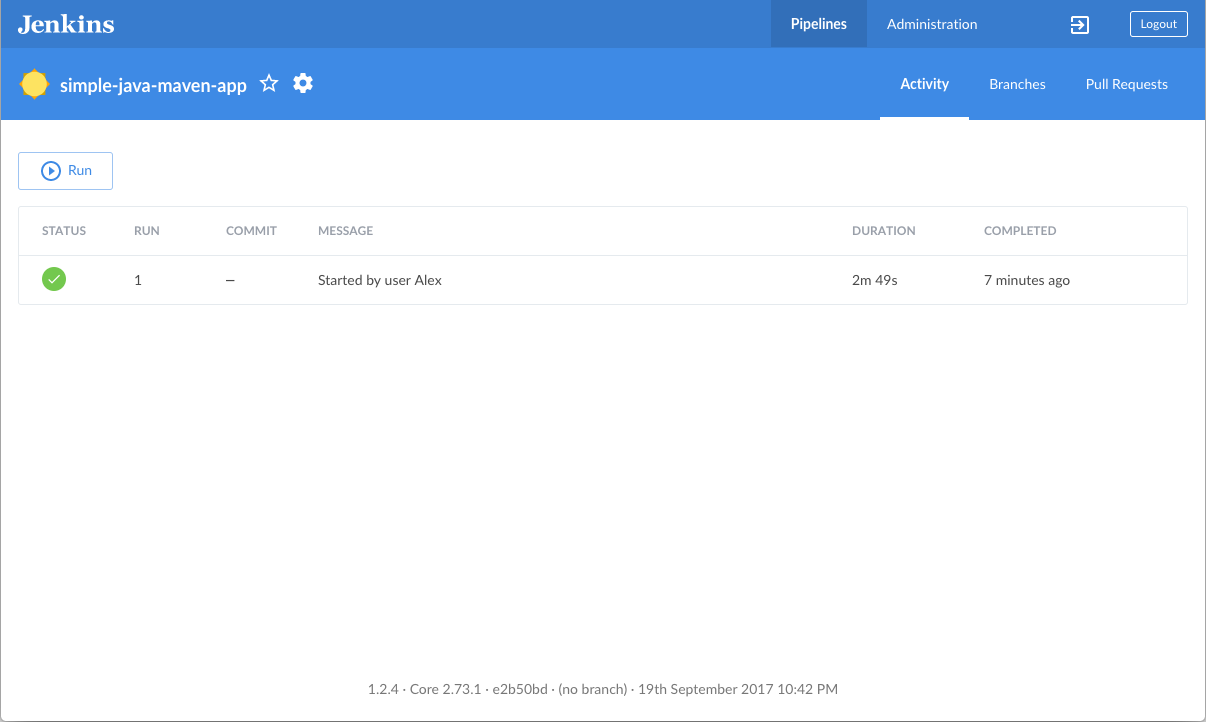 Jenkins Pipelines Administration Logout
simple-java-maven-app Activity Branches Pull Requests
Run
STATUS RUN COMMIT MESSAGE DURATION COMPLETED
1 — Started by user Alex 2m 49s 7 minutes ago
1.2.4 · Core 2.73.1 · e2b50bd · (no branch) · 19th September 2017 10:42 PM